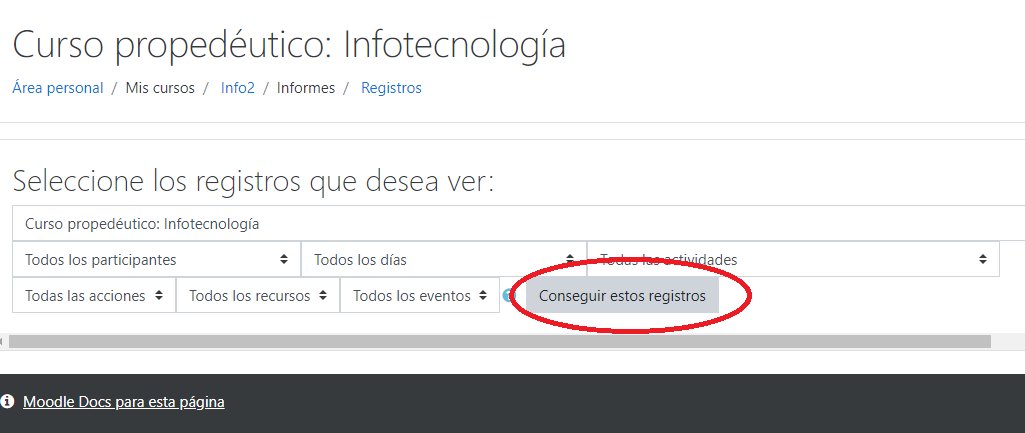 Curso propedéutico: Infotecnología
Área personal / Mis cursos / Info2 / Informes / Registros
Seleccione los registros que desea ver:
Curso propedéutico: Infotecnología
Todos los participantes Todos los días Todas las actividades
Todas las acciones Todos los recursos Todos los eventos Conseguir estos registros
Moodle Docs para esta página